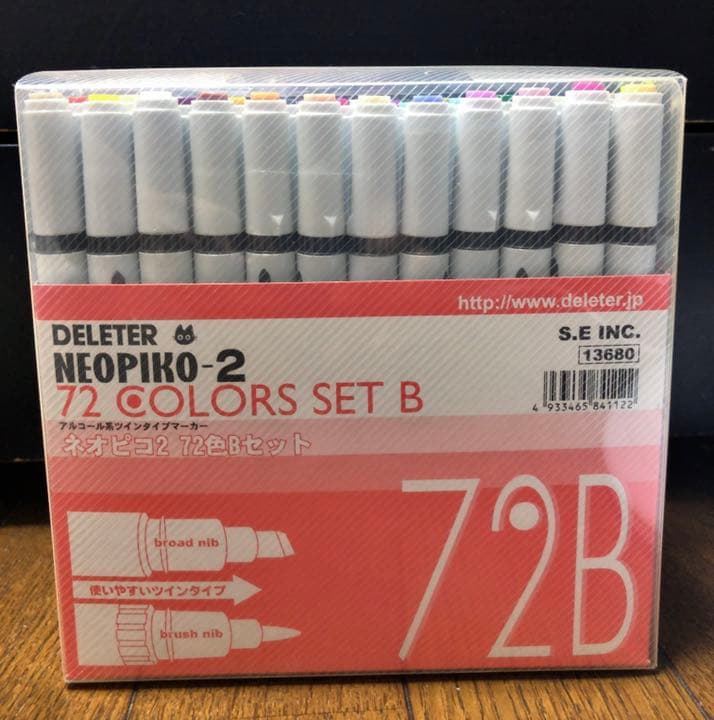 http://www.deleter.jp
DELETER
NEOPIKO-2
S.E INC.
13680
72 COLORS SET B
4 933465 841122
アルコール系ツインタイプマーカー
ネオピコ2 72色Bセット
72B
broad nib
使いやすいツインタイプ
brush nib